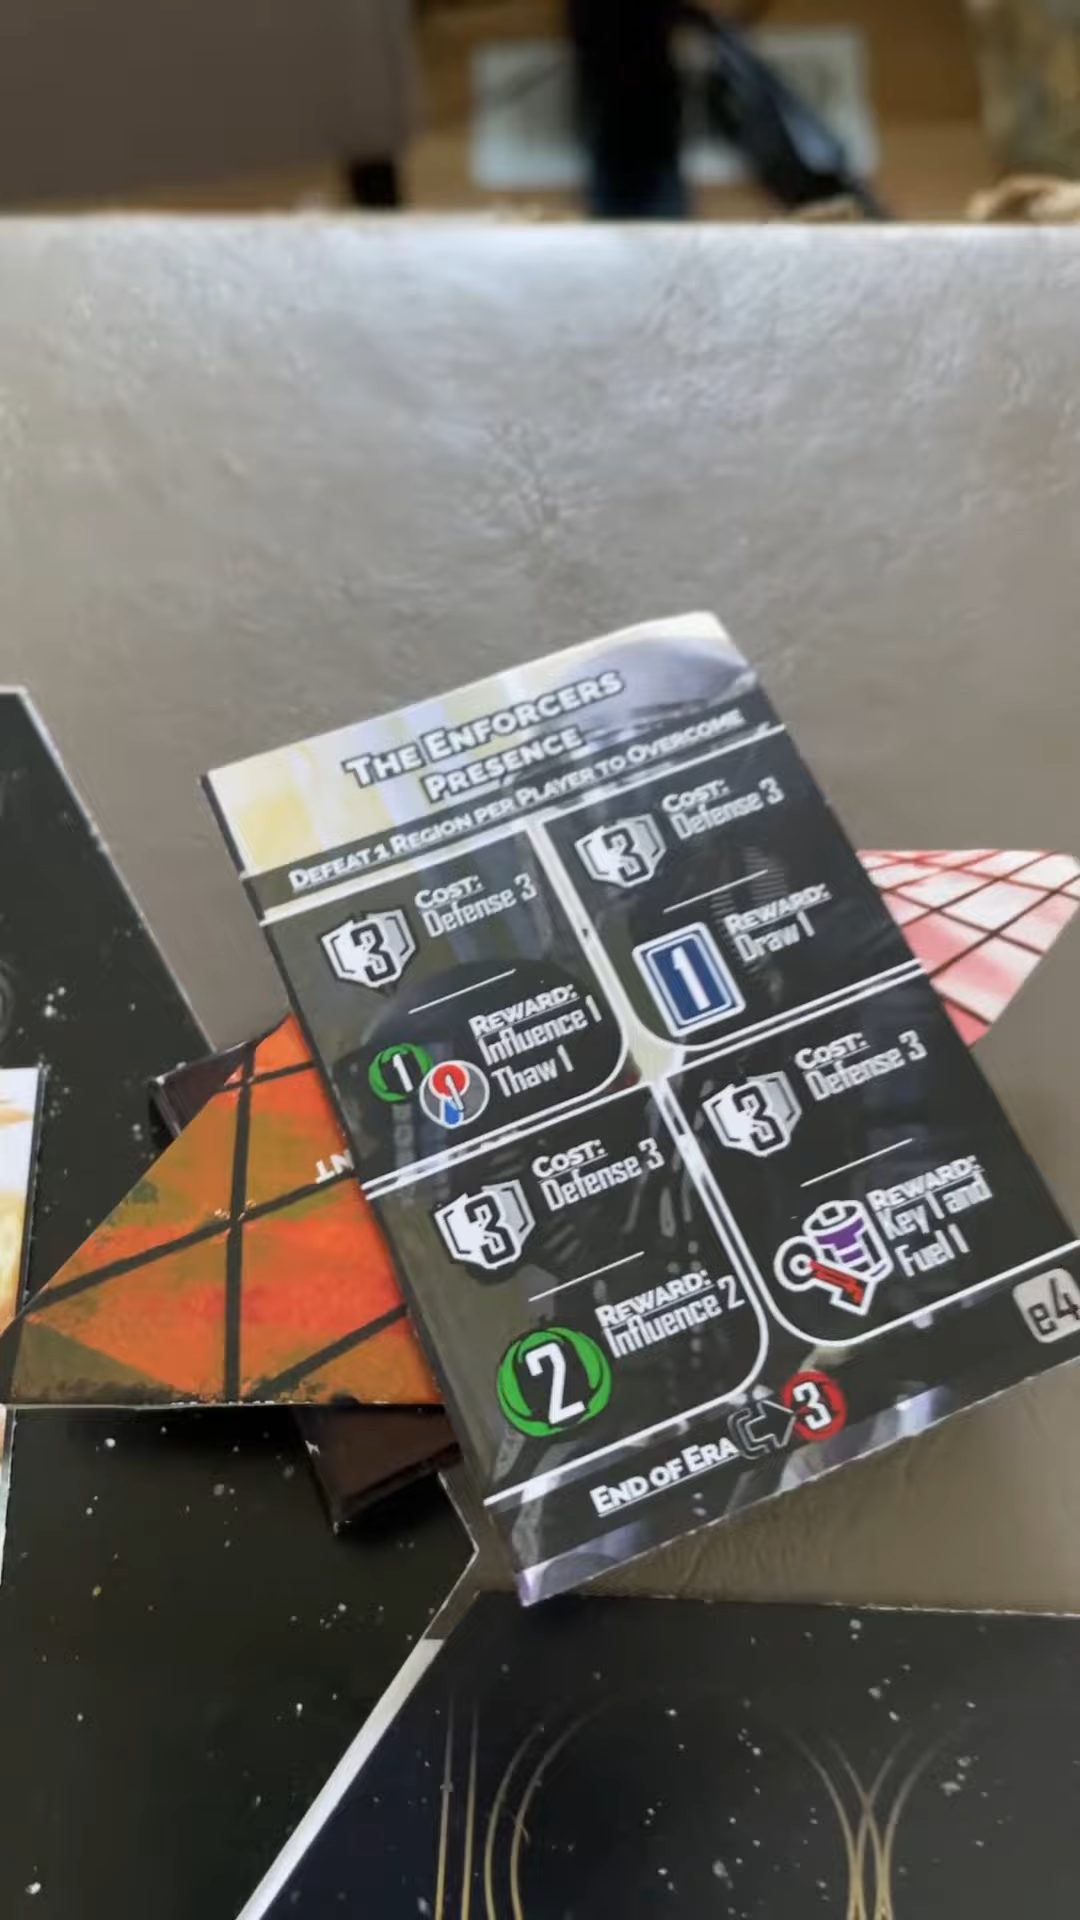 THE ENFORCERS
PRESENCE
DEFEAT 1 REGION PER PLAYER TO OVERCOME
3
COST:
Defense 3
1
1
REWARD:
Influence 1
Thaw 1
3
COST:
Defense 3
1
REWARD:
Draw 1
3
COST:
Defense 3
2
REWARD:
Influence 2
3
COST:
Defense 3
REWARD:
Key 1 and
Fuel 1
END OF ERA 3
e4